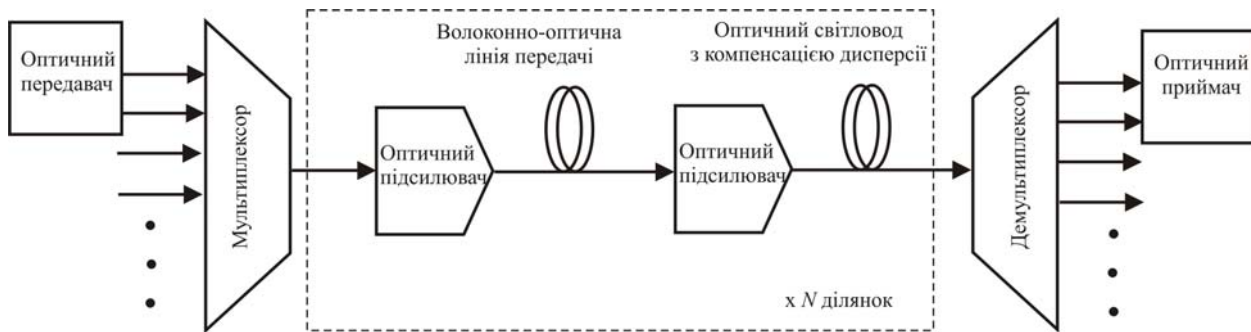 Оптичний
передавач
Мультиплексор
Оптичний
підсилювач
Волоконно-оптична
лінія передачі
Оптичний
підсилювач
Оптичний світловод
з компенсацією дисперсії
х N ділянок
Демультиплексор
Оптичний
приймач